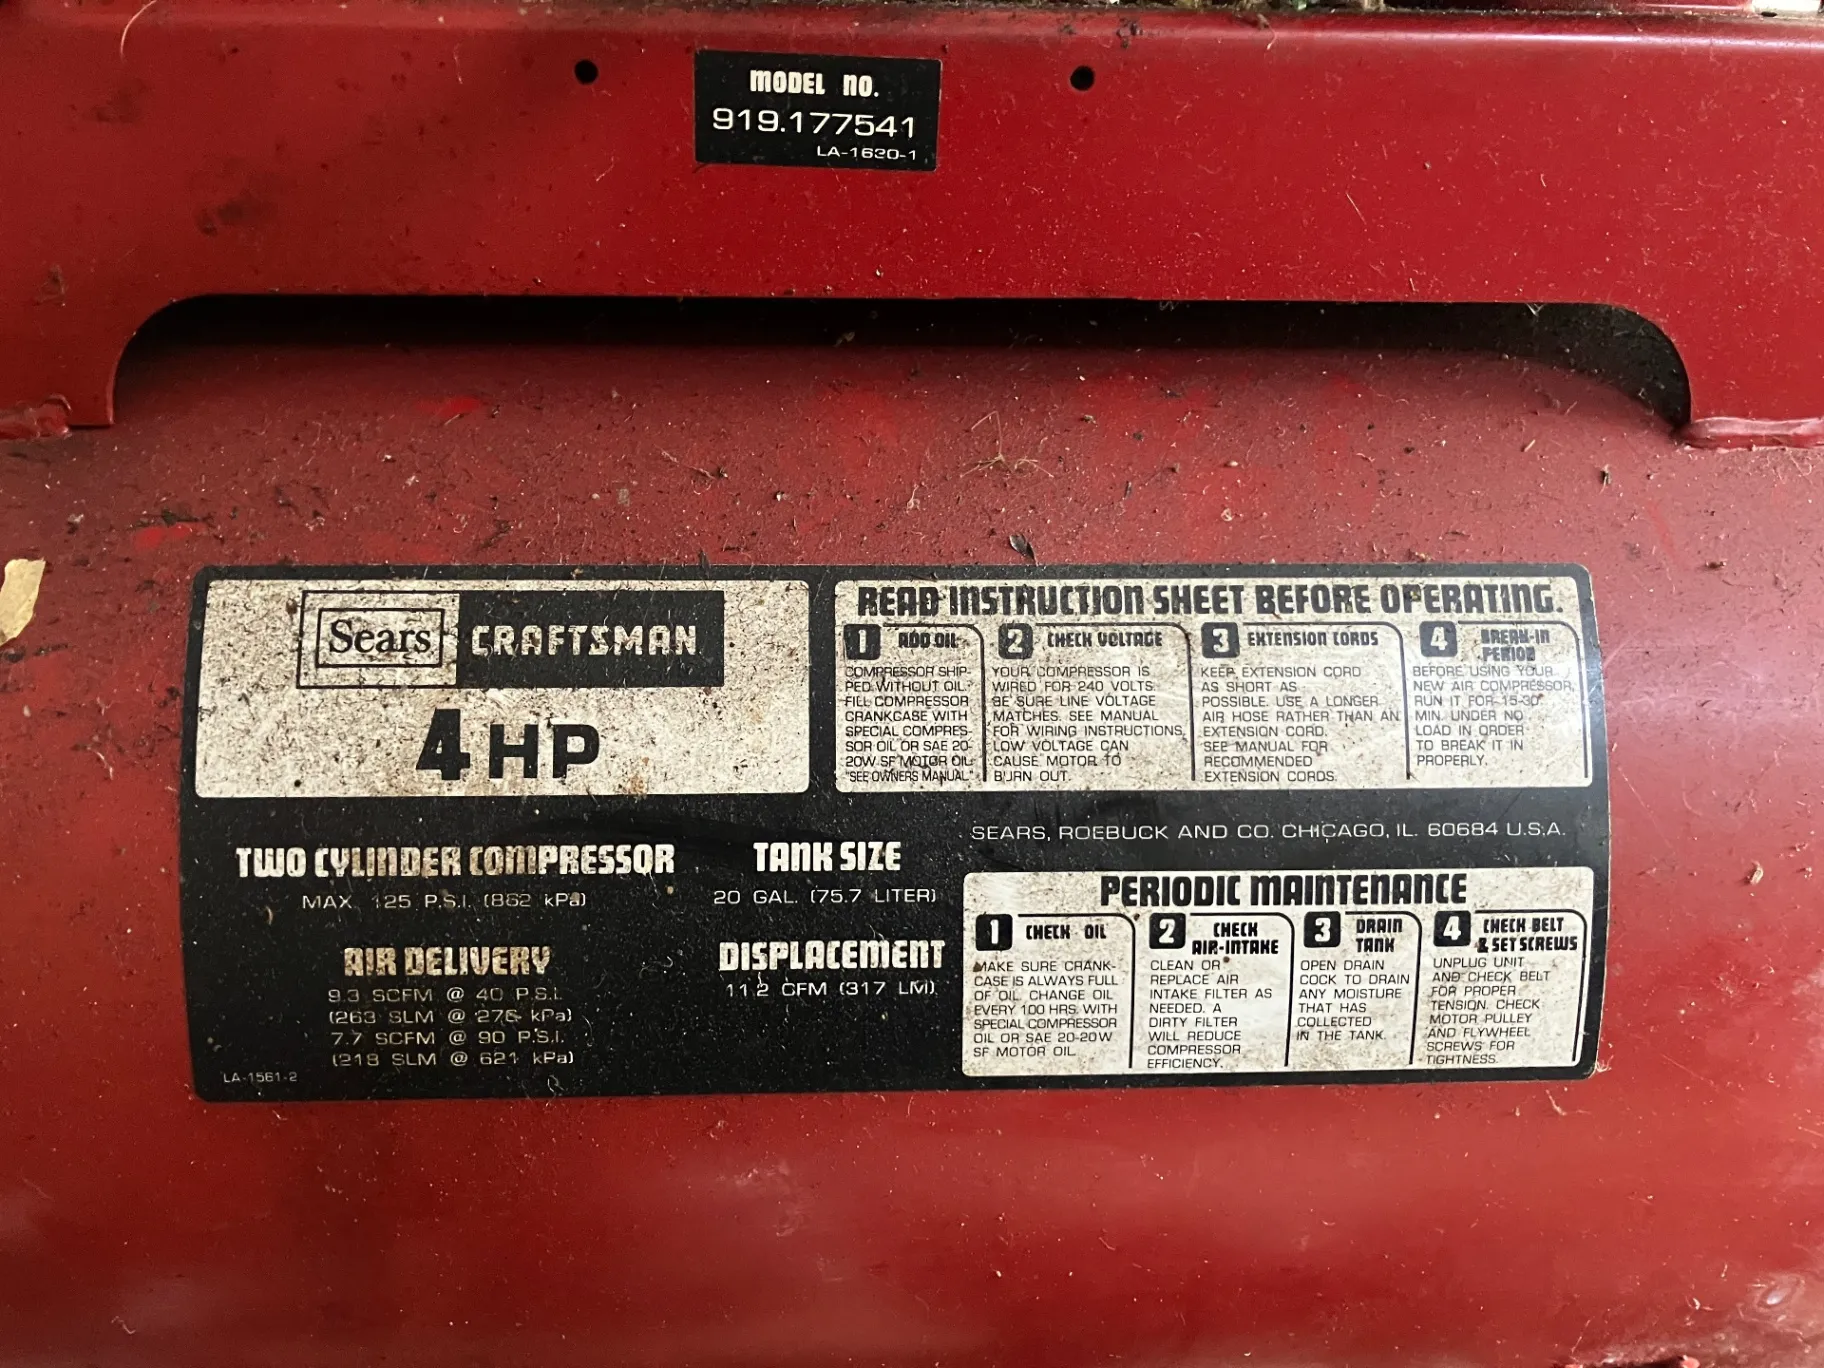 MODEL NO.
919.177541
LA-1620-1
Sears CRAFTSMAN
4 HP
READ INSTRUCTION SHEET BEFORE OPERATING.
1 ADD OIL
COMPRESSOR SHIP-
PED WITHOUT OIL.
FILL COMPRESSOR
CRANKCASE WITH
SPECIAL COMPRES-
SOR OIL OR SAE 20-
20W SF MOTOR OIL
"SEE OWNERS MANUAL"
2 CHECK VOLTAGE
YOUR COMPRESSOR IS
WIRED FOR 240 VOLTS.
BE SURE LINE VOLTAGE
MATCHES. SEE MANUAL
FOR WIRING INSTRUCTIONS,
LOW VOLTAGE CAN
CAUSE MOTOR TO
BURN OUT.
3 EXTENSION CORDS
KEEP EXTENSION CORD
AS SHORT AS
POSSIBLE. USE A LONGER
AIR HOSE RATHER THAN AN
EXTENSION CORD.
SEE MANUAL FOR
RECOMMENDED
EXTENSION CORDS.
4 BREAK-IN
PERIOD
BEFORE USING YOUR
NEW AIR COMPRESSOR,
RUN IT FOR 15-30
MIN. UNDER NO
LOAD IN ORDER
TO BREAK IT IN
PROPERLY.
SEARS, ROEBUCK AND CO. CHICAGO, IL. 60684 U.S.A.
TWO CYLINDER COMPRESSOR
MAX. 125 P.S.I. (862 kPa)
TANK SIZE
20 GAL. (75.7 LITER)
AIR DELIVERY
9.3 SCFM @ 40 P.S.I.
(263 SLM @ 276 kPa)
7.7 SCFM @ 90 P.S.I.
(218 SLM @ 621 kPa)
DISPLACEMENT
11.2 CFM (317 LM)
LA-1561-2
PERIODIC MAINTENANCE
1 CHECK OIL
MAKE SURE CRANK-
CASE IS ALWAYS FULL
OF OIL. CHANGE OIL
EVERY 100 HRS. WITH
SPECIAL COMPRESSOR
OIL OR SAE 20-20W
SF MOTOR OIL
2 CHECK
AIR-INTAKE
CLEAN OR
REPLACE AIR
INTAKE FILTER AS
NEEDED. A
DIRTY FILTER
WILL REDUCE
COMPRESSOR
EFFICIENCY.
3 DRAIN
TANK
OPEN DRAIN
COCK TO DRAIN
ANY MOISTURE
THAT HAS
COLLECTED
IN THE TANK.
4 CHECK BELT
& SET SCREWS
UNPLUG UNIT
AND CHECK BELT
FOR PROPER
TENSION. CHECK
MOTOR PULLEY
AND FLYWHEEL
SCREWS FOR
TIGHTNESS.